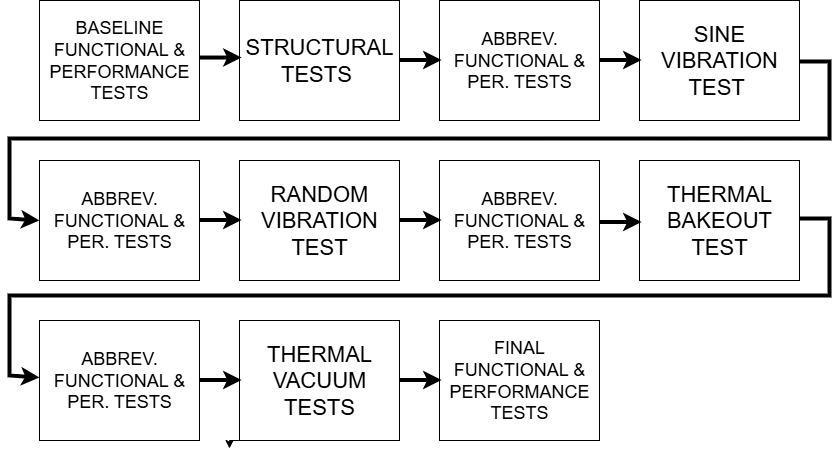 BASELINE
FUNCTIONAL &
PERFORMANCE
TESTS
STRUCTURAL
TESTS
ABBREV.
FUNCTIONAL &
PER. TESTS
SINE
VIBRATION
TEST
ABBREV.
FUNCTIONAL &
PER. TESTS
RANDOM
VIBRATION
TEST
ABBREV.
FUNCTIONAL &
PER. TESTS
THERMAL
BAKEOUT
TEST
ABBREV.
FUNCTIONAL &
PER. TESTS
THERMAL
VACUUM
TESTS
FINAL
FUNCTIONAL &
PERFORMANCE
TESTS